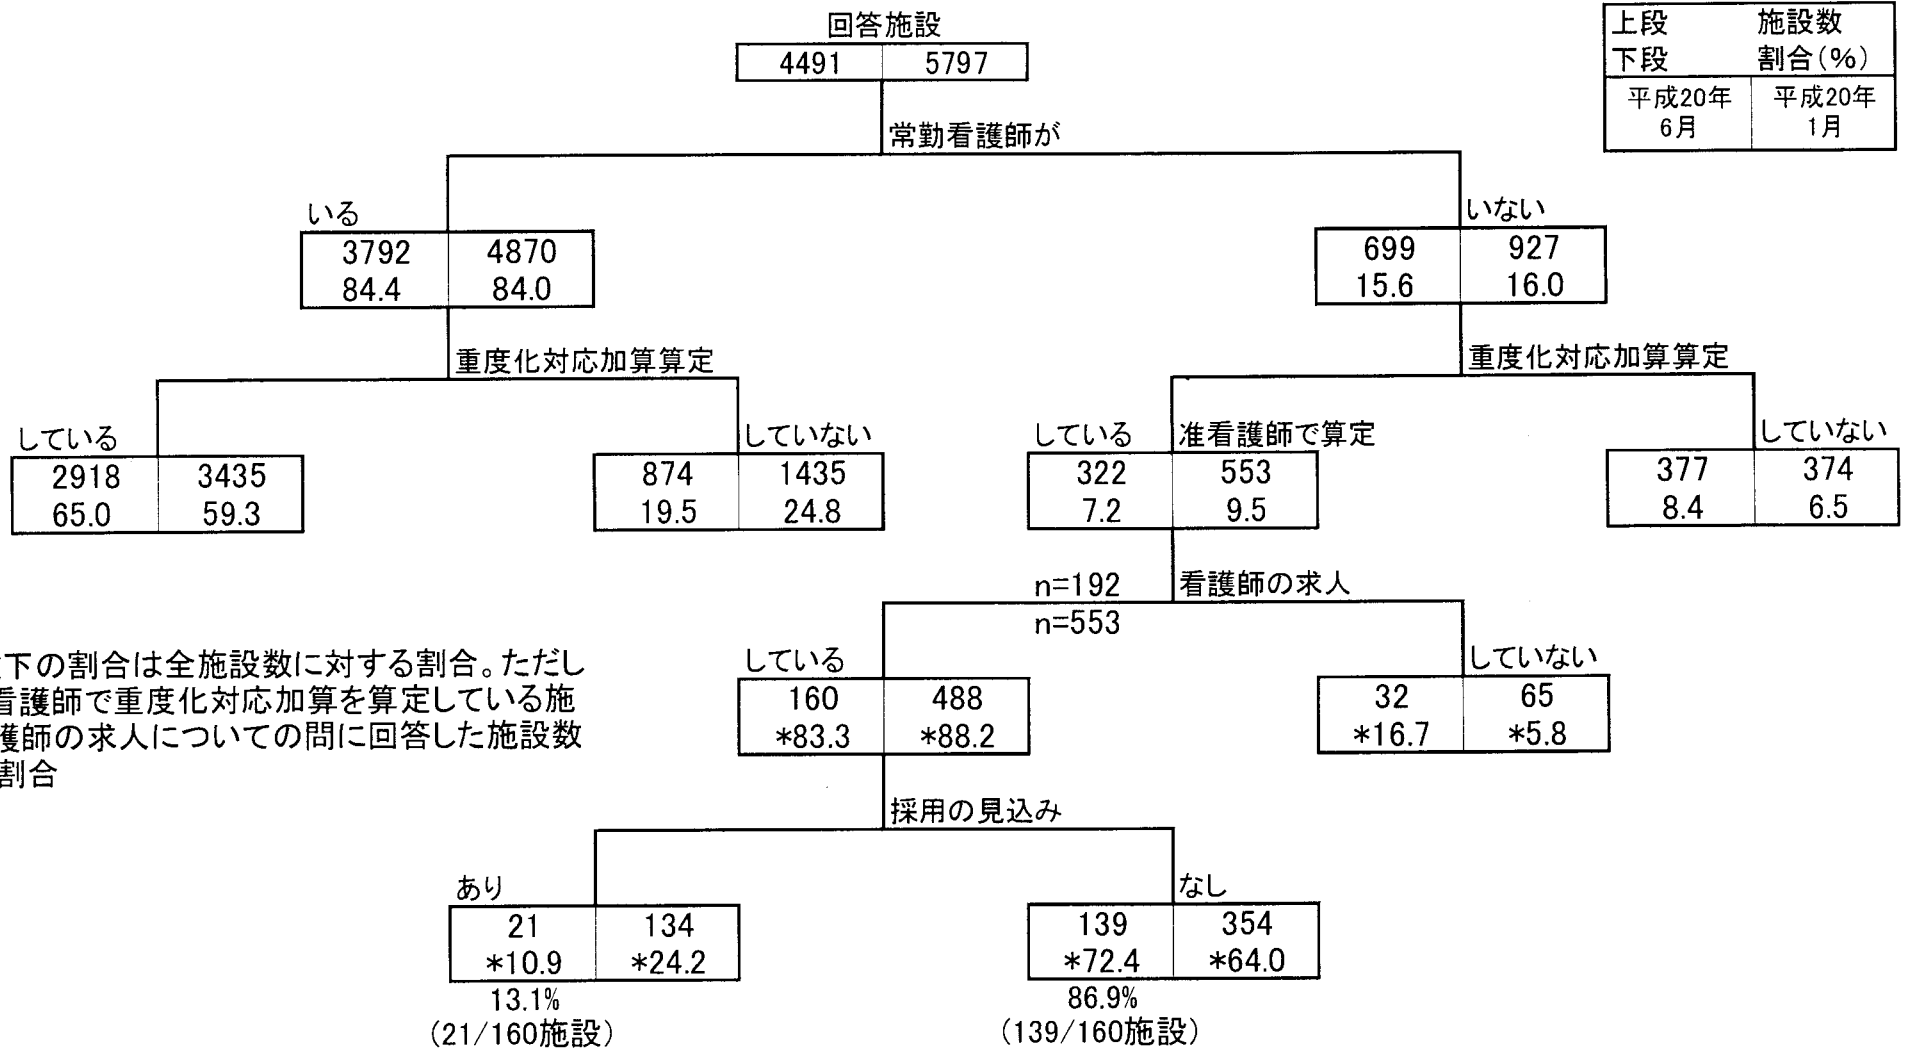 回答施設
4491 5797
上段 施設数
下段 割合(%)
平成20年 平成20年
6月 1月
常勤看護師が
いる
3792 4870
84.4 84.0
いない
699 927
15.6 16.0
重度化対応加算算定
重度化対応加算算定
している
2918 3435
65.0 59.3
していない
874 1435
19.5 24.8
している 准看護師で算定
322 553
7.2 9.5
していない
377 374
8.4 6.5
n=192 看護師の求人
n=553
下の割合は全施設数に対する割合。ただし
看護師で重度化対応加算を算定している施
護師の求人についての問に回答した施設数
割合
している
160 488
*83.3 *88.2
していない
32 65
*16.7 *5.8
採用の見込み
あり
21 134
*10.9 *24.2
13.1%
(21/160施設)
なし
139 354
*72.4 *64.0
86.9%
(139/160施設)